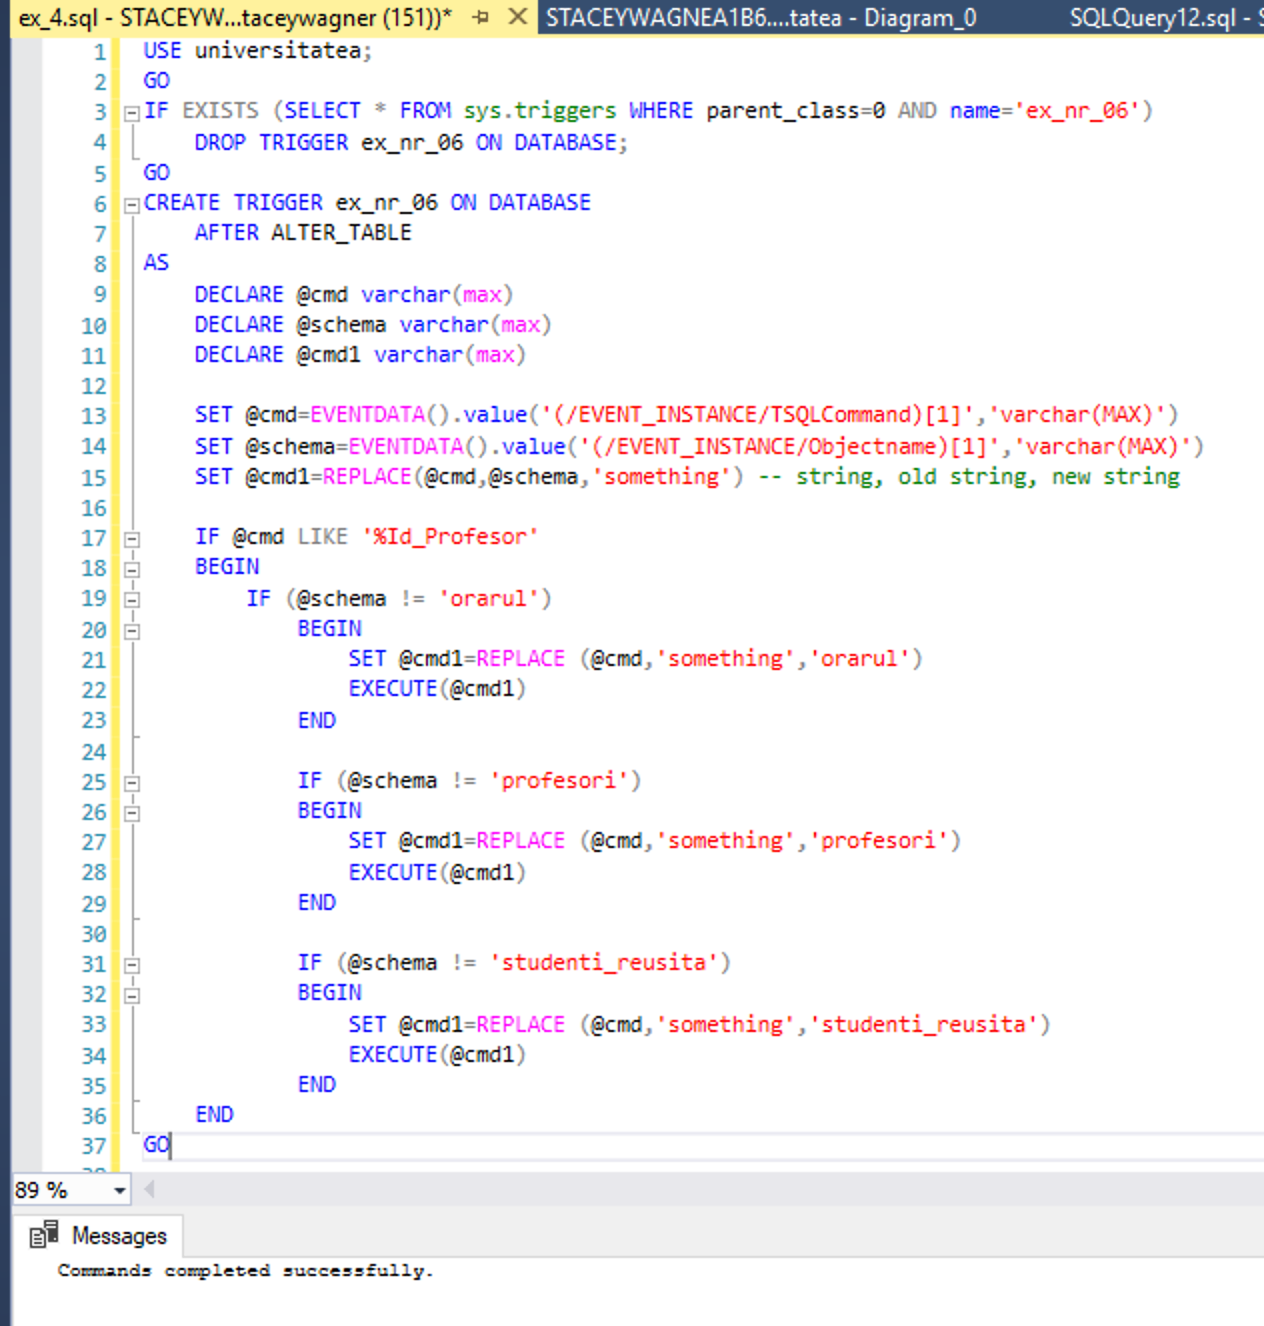 ex_4.sql - STACEYW...taceywagner (151))* STACEYWAGNEA1B6....tatea - Diagram_0 SQLQuery12.sql - S
1 USE universitatea;
2 GO
3 IF EXISTS (SELECT * FROM sys.triggers WHERE parent_class=0 AND name='ex_nr_06')
4 DROP TRIGGER ex_nr_06 ON DATABASE;
5 GO
6 CREATE TRIGGER ex_nr_06 ON DATABASE
7 AFTER ALTER_TABLE
8 AS
9 DECLARE @cmd varchar(max)
10 DECLARE @schema varchar(max)
11 DECLARE @cmd1 varchar(max)
12
13 SET @cmd=EVENTDATA().value('(/EVENT_INSTANCE/TSQLCommand)[1]','varchar(MAX)')
14 SET @schema=EVENTDATA().value('(/EVENT_INSTANCE/Objectname)[1]','varchar(MAX)')
15 SET @cmd1=REPLACE(@cmd,@schema,'something') -- string, old string, new string
16
17 IF @cmd LIKE '%Id_Profesor'
18 BEGIN
19 IF (@schema != 'orarul')
20 BEGIN
21 SET @cmd1=REPLACE (@cmd,'something','orarul')
22 EXECUTE(@cmd1)
23 END
24
25 IF (@schema != 'profesori')
26 BEGIN
27 SET @cmd1=REPLACE (@cmd,'something','profesori')
28 EXECUTE(@cmd1)
29 END
30
31 IF (@schema != 'studenti_reusita')
32 BEGIN
33 SET @cmd1=REPLACE (@cmd,'something','studenti_reusita')
34 EXECUTE(@cmd1)
35 END
36 END
37 GO
89 %
Messages
Commands completed successfully.